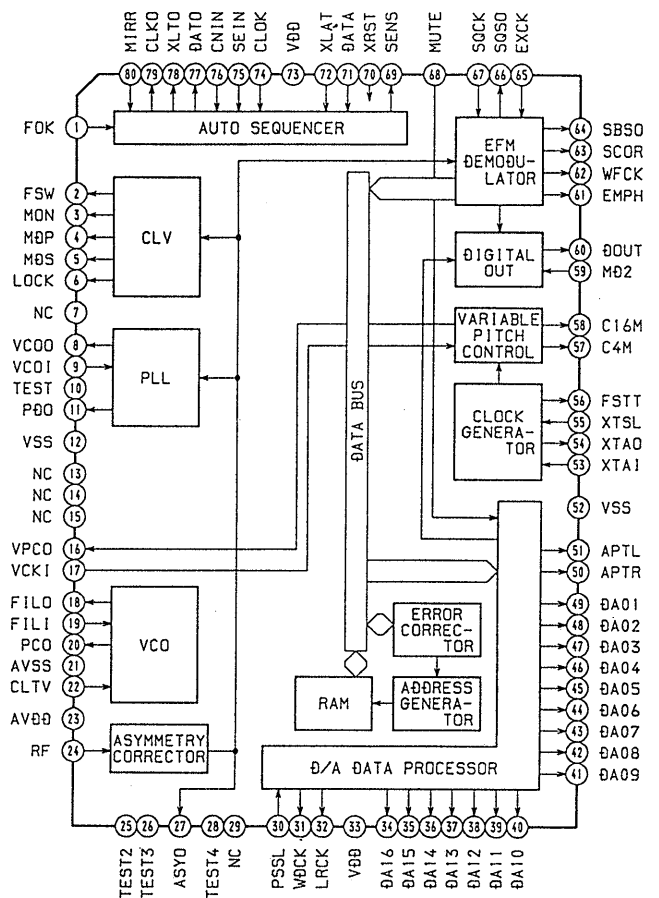 MIRR
CLKO
XLTO
DATO
CNIN
SEIN
CLOK
VDD
XLAT
DATA
XRST
SENS
MUTE
SQCK
SQSO
EXCK
80
79
78
77
76
75
74
73
72
71
70
69
68
67
66
65
FOK 1
AUTO SEQUENCER
EFM
DEMODU-
LATOR
64 SBSO
63 SCOR
62 WFCK
61 EMPH
FSW 2
MON 3
MDP 4
MDS 5
LOCK 6
CLV
DIGITAL
OUT
60 DOUT
59 MD2
NC 7
VCOO 8
VCOI 9
TEST 10
PDO 11
PLL
VARIABLE
PITCH
CONTROL
58 C16M
57 C4M
CLOCK
GENERA-
TOR
56 FSTT
55 XTSL
54 XTAO
53 XTAI
DATA BUS
VSS 12
NC 13
NC 14
NC 15
VPCO 16
VCKI 17
52 VSS
51 APTL
50 APTR
FILO 18
FILI 19
PCO 20
AVSS 21
CLTV 22
AVDD 23
RF 24
VCO
ASYMMETRY
CORRECTOR
ERROR
CORREC-
TOR
RAM
ADDRESS
GENERA-
TOR
D/A DATA PROCESSOR
49 DA01
48 DA02
47 DA03
46 DA04
45 DA05
44 DA06
43 DA07
42 DA08
41 DA09
25
26
27
28
29
30
31
32
33
34
35
36
37
38
39
40
TEST2
TEST3
ASYO
TEST4
NC
PSSL
WDCK
LRCK
VDD
DA16
DA15
DA14
DA13
DA12
DA11
DA10